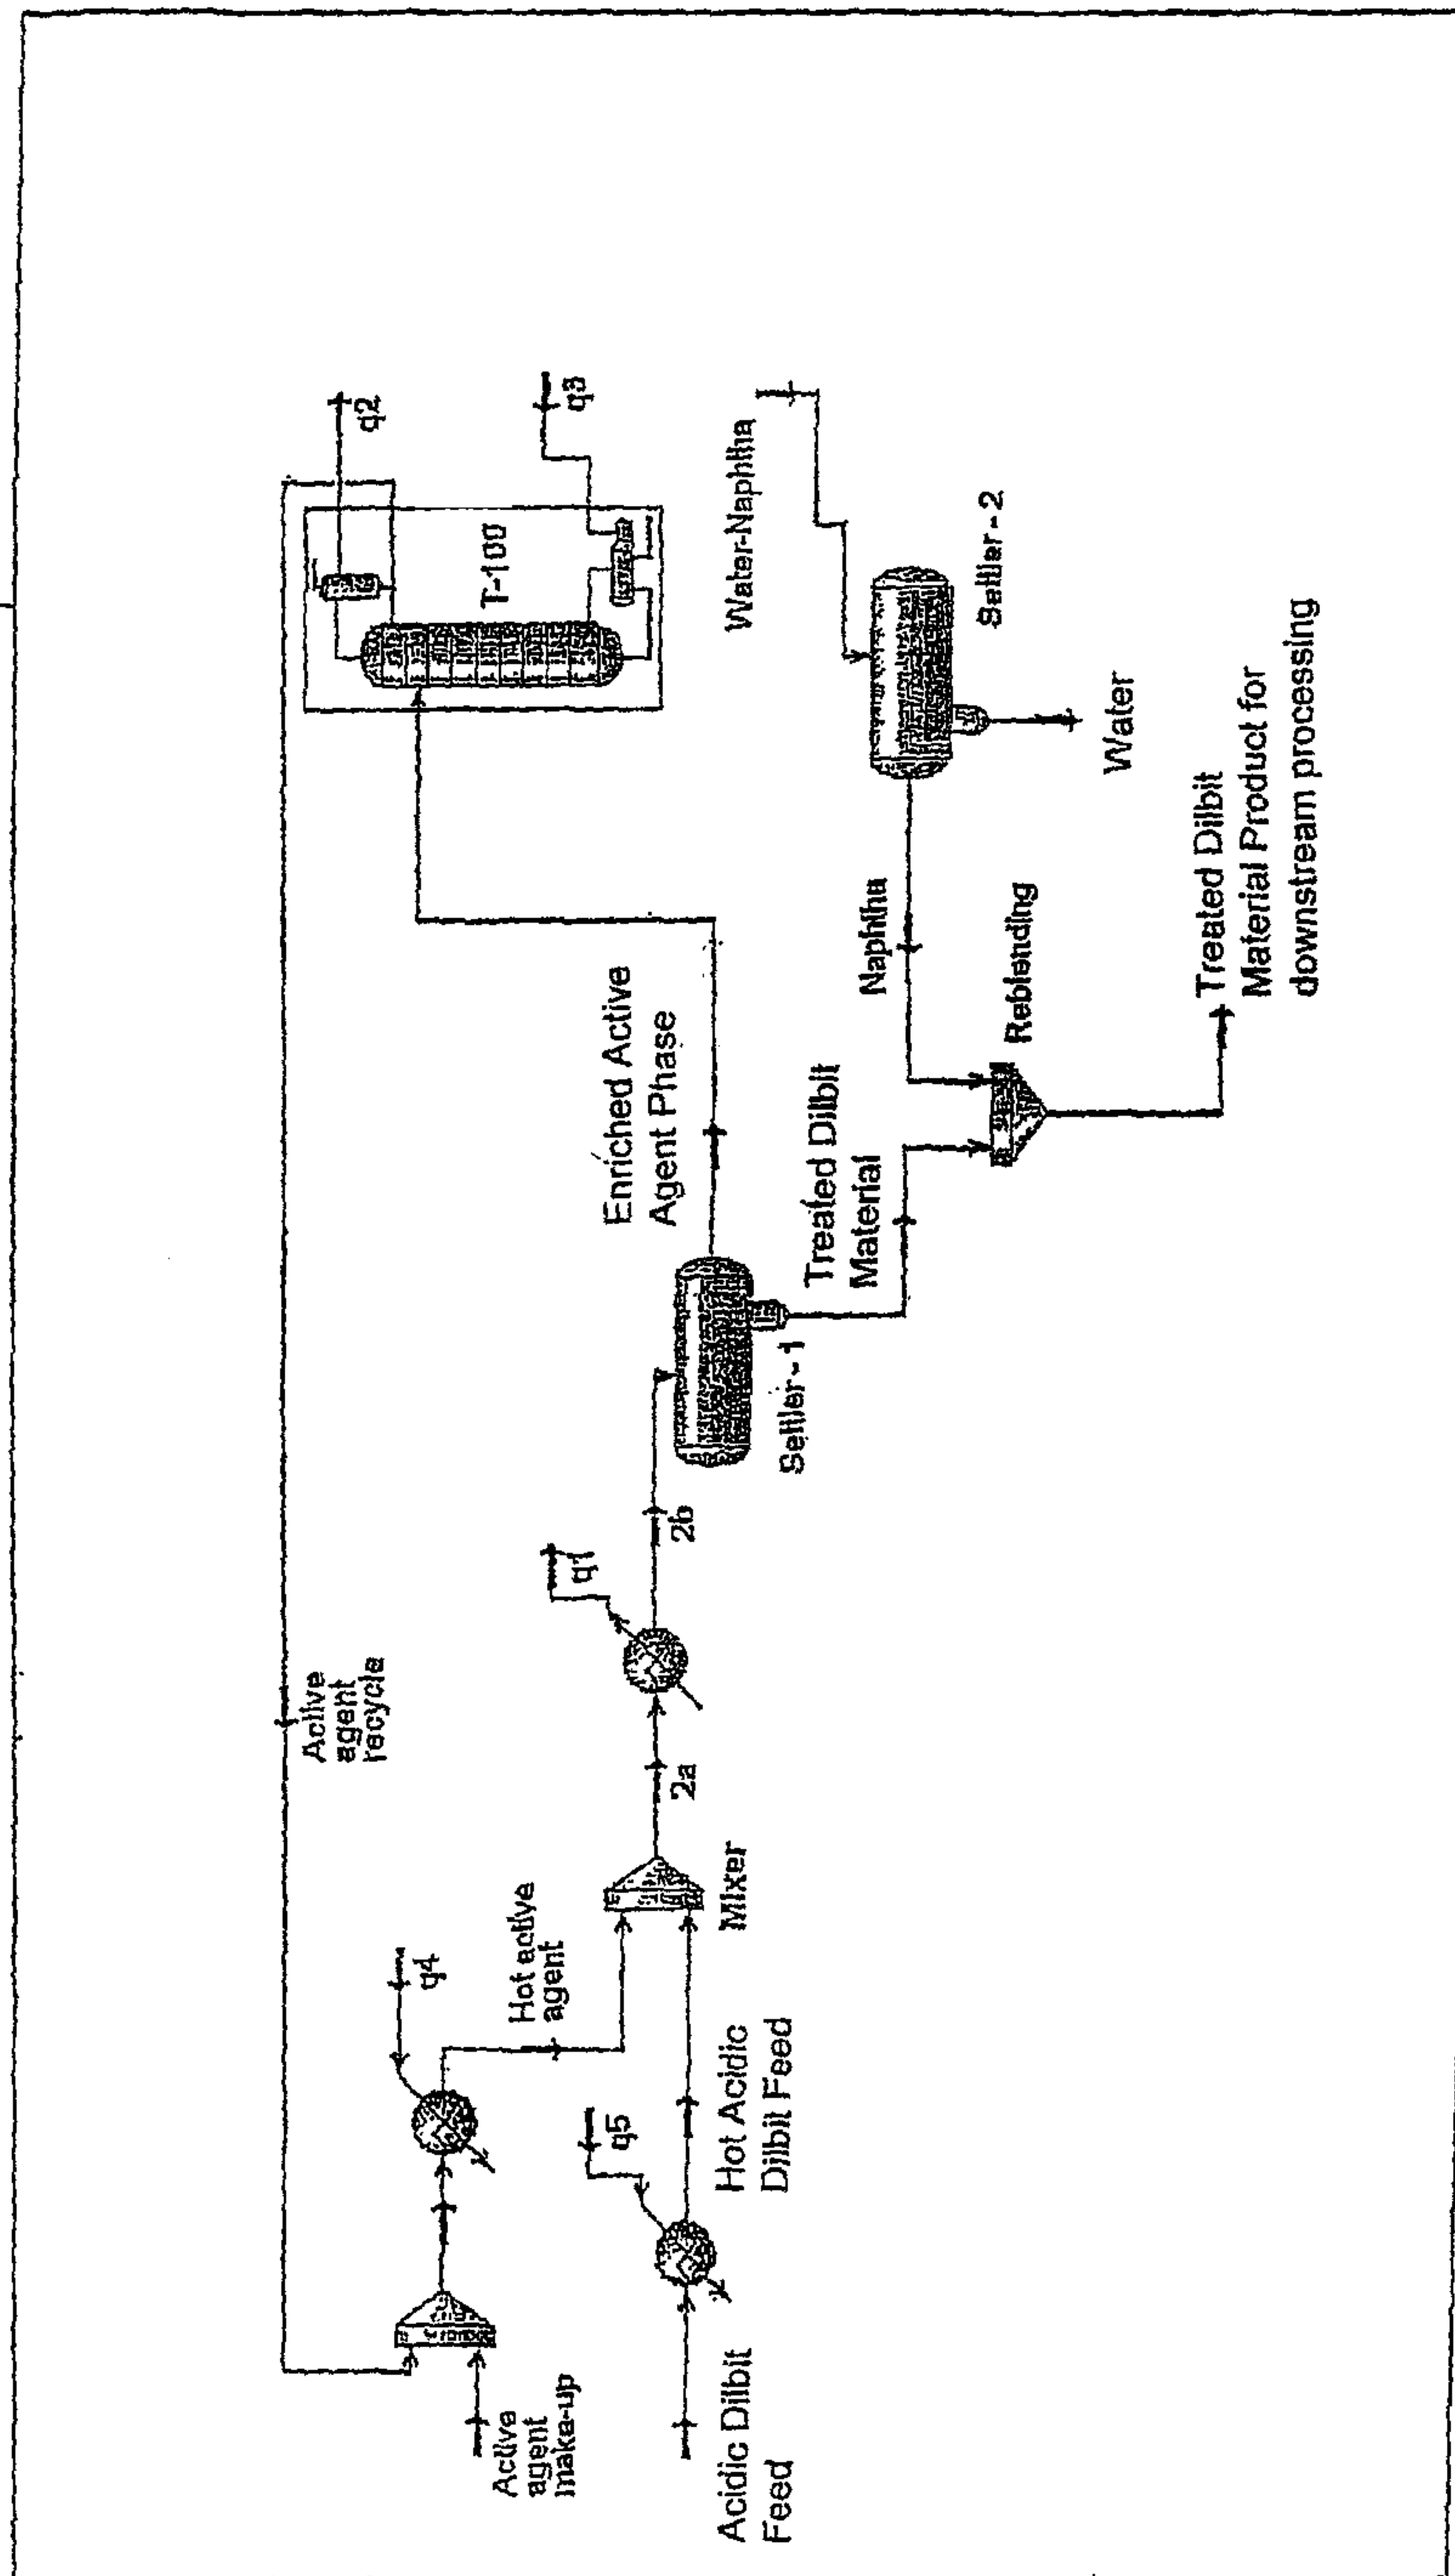 Active
agent
recycle
q2
T-100
q3
q4
Hot active
agent
Active
agent
make-up
q5
Acidic Dilbit
Feed
Hot Acidic
Dilbit Feed
Mixer
2a
q1
2b
Settler-1
Enriched Active
Agent Phase
Treated Dilbit
Material
Water-Naphtha
Settler-2
Water
Naphtha
Reblending
Treated Dilbit
Material Product for
downstream processing